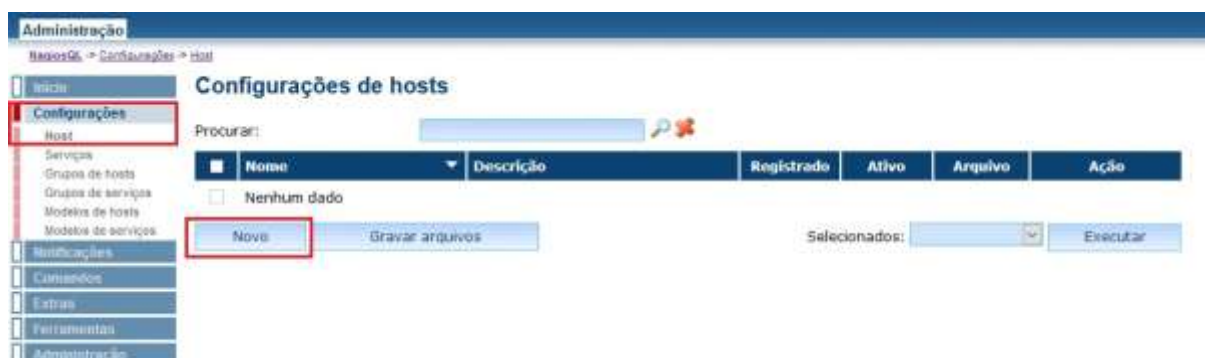 Administração
NagiosQL -> Configurações -> Host
Início
Configurações
Host
Serviços
Grupos de hosts
Grupos de serviços
Modelos de hosts
Modelos de serviços
Notificações
Comandos
Extras
Ferramentas
Administração
Configurações de hosts
Procurar:
Nome Descrição Registrado Ativo Arquivo Ação
Nenhum dado
Novo Gravar arquivos Selecionados: Executar